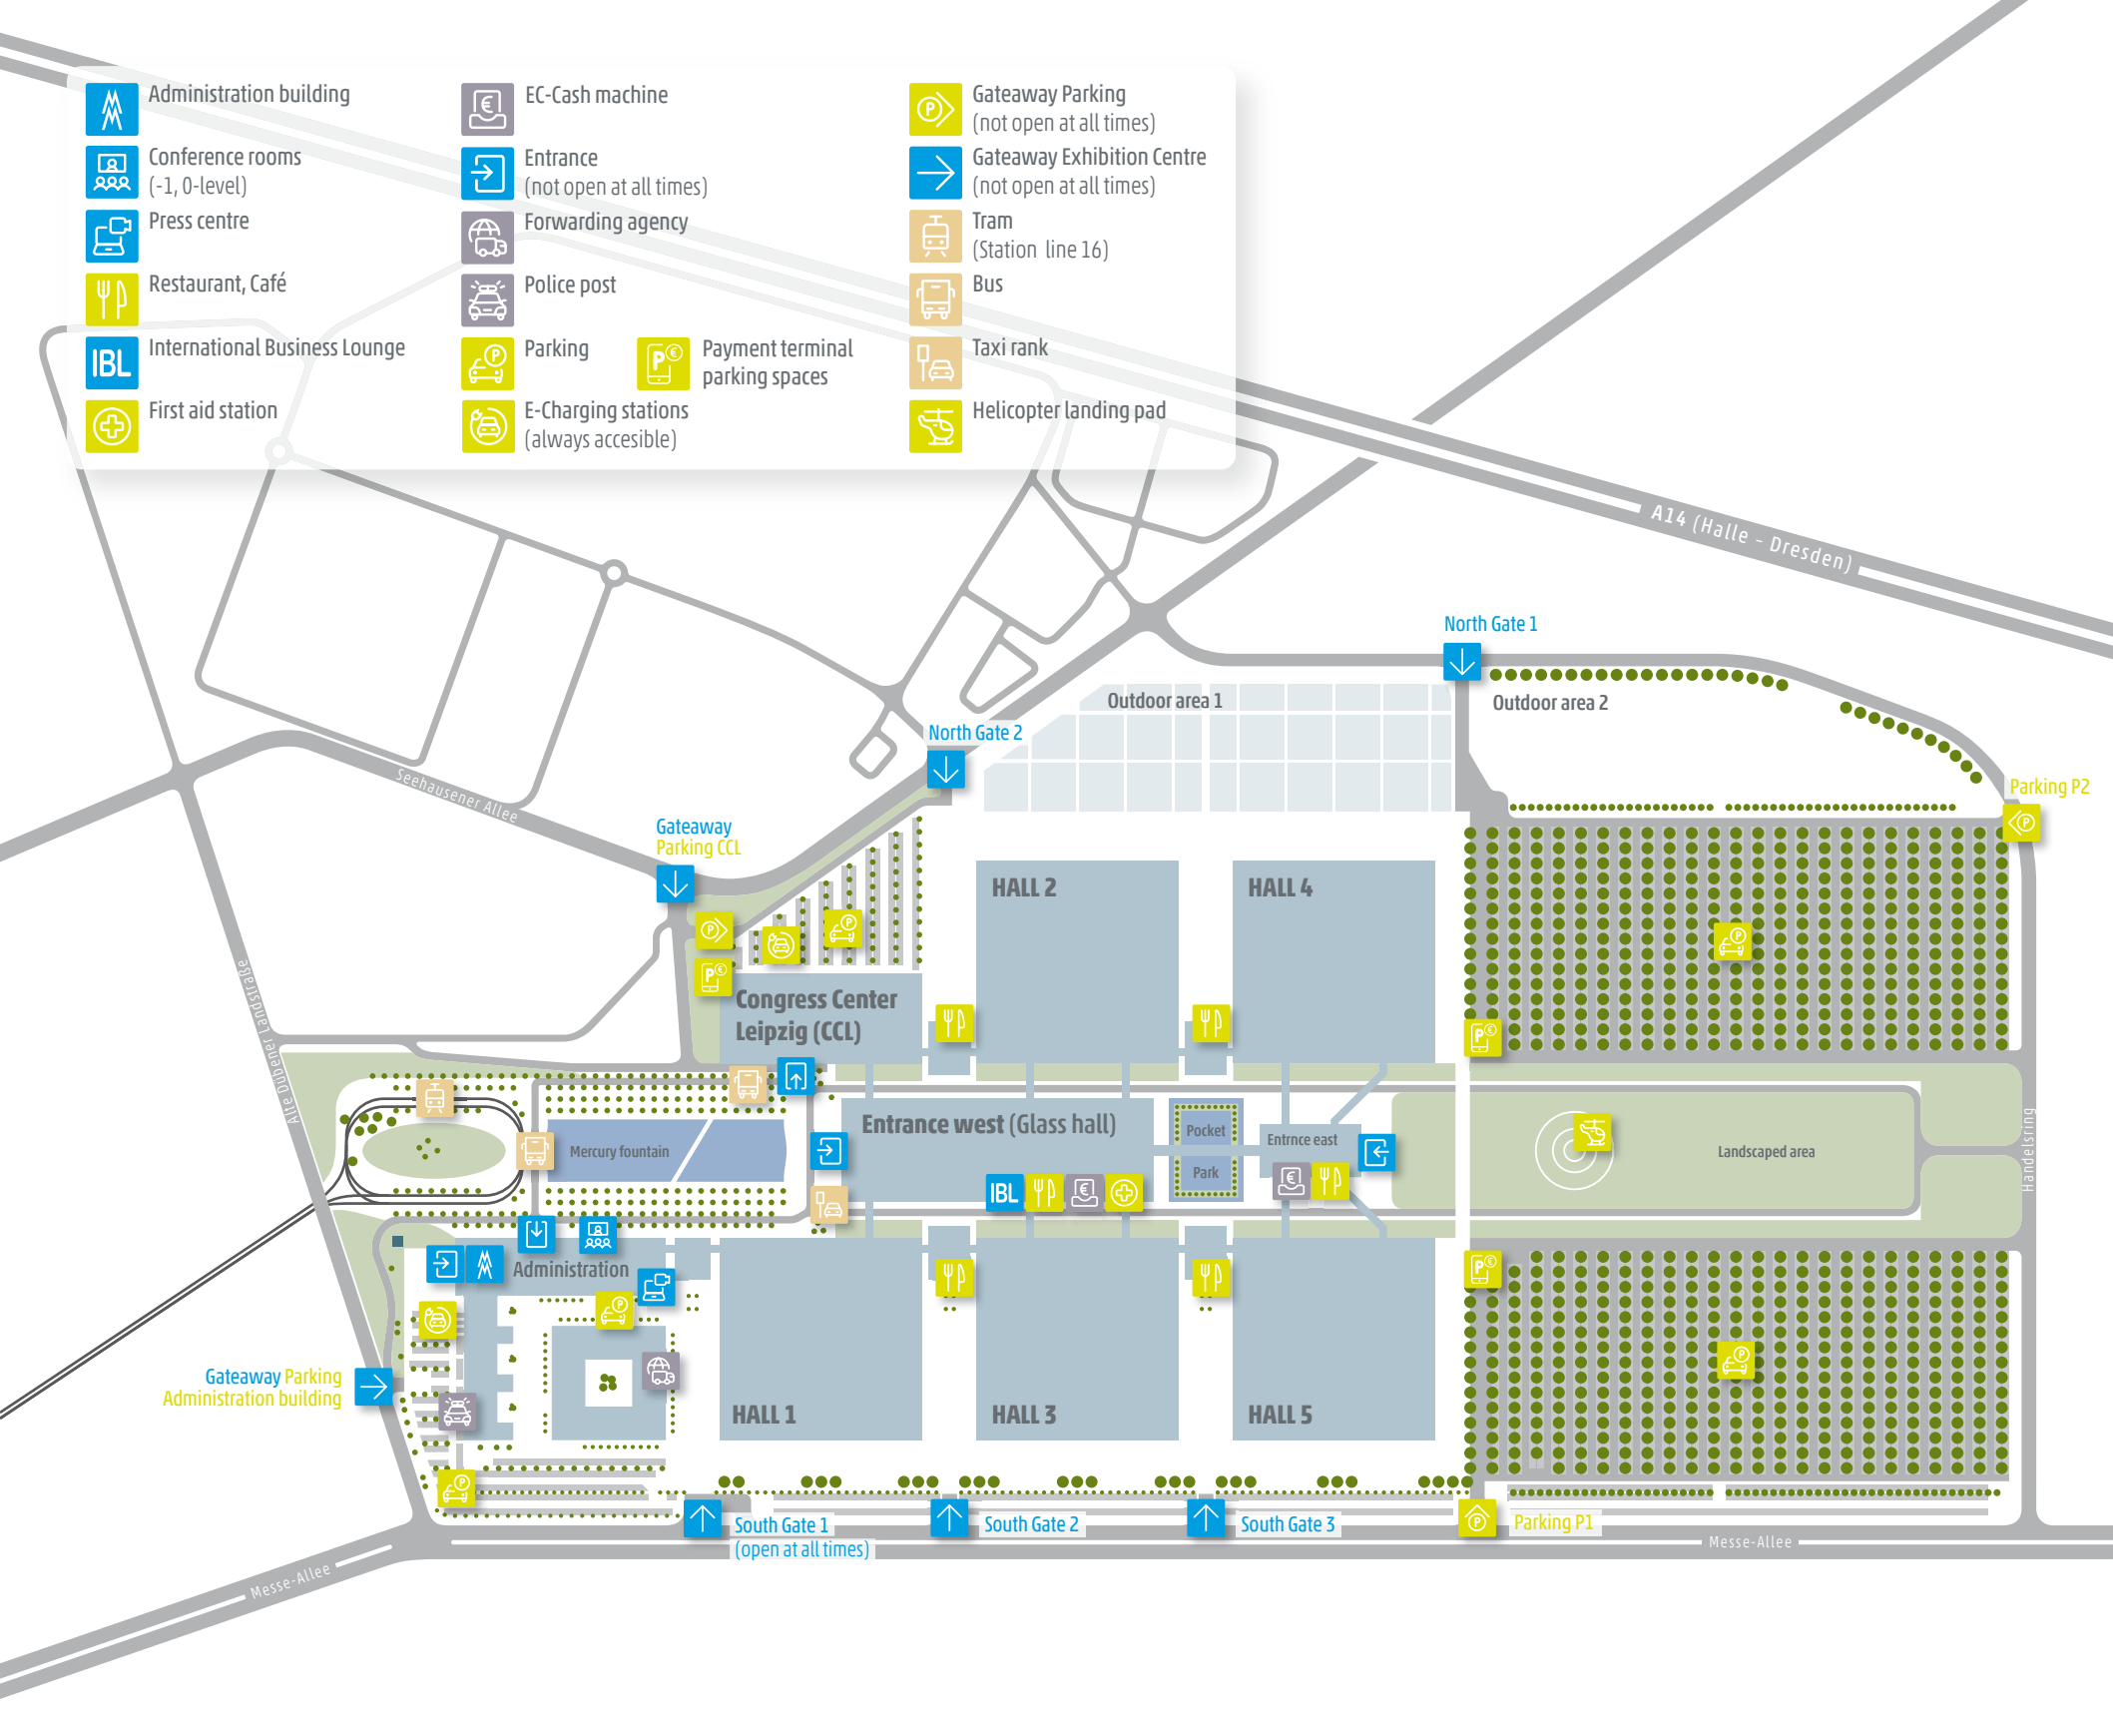 Administration building
Conference rooms
(-1, 0-level)
Press centre
Restaurant, Café
IBL
International Business Lounge
First aid station
EC-Cash machine
Entrance
(not open at all times)
Forwarding agency
Police post
Parking
Payment terminal
parking spaces
E-Charging stations
(always accesible)
Gateaway Parking
(not open at all times)
Gateaway Exhibition Centre
(not open at all times)
Tram
(Station line 16)
Bus
Taxi rank
Helicopter landing pad
A14 (Halle - Dresden)
North Gate 1
Outdoor area 1
Outdoor area 2
North Gate 2
Seehausener Allee
Parking P2
Gateaway
Parking CCL
HALL 2
HALL 4
Congress Center
Leipzig (CCL)
Alte Dübener Landstraße
Entrance west (Glass hall)
Pocket
Park
Entrnce east
Mercury fountain
Landscaped area
Handelsring
IBL
Administration
Gateaway Parking
Administration building
HALL 1
HALL 3
HALL 5
South Gate 1
(open at all times)
South Gate 2
South Gate 3
Parking P1
Messe-Allee
Messe-Allee